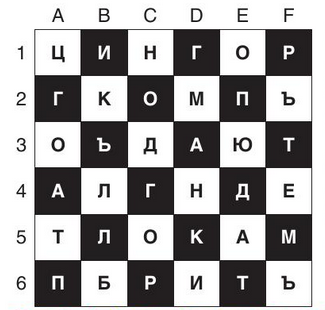 A B C D E F
1 Ц И Н Г О Р
2 Г К О М П Ъ
3 О Ъ Д А Ю Т
4 А Л Г Н Д Е
5 Т Л О К А М
6 П Б Р И Т Ъ